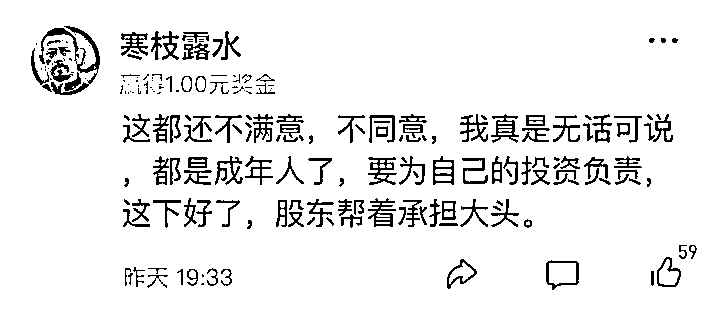 寒枝露水
赢得1.00元奖金
这都还不满意，不同意，我真是无话可说
，都是成年人了，要为自己的投资负责，
这下好了，股东帮着承担大头。
昨天 19:33
59